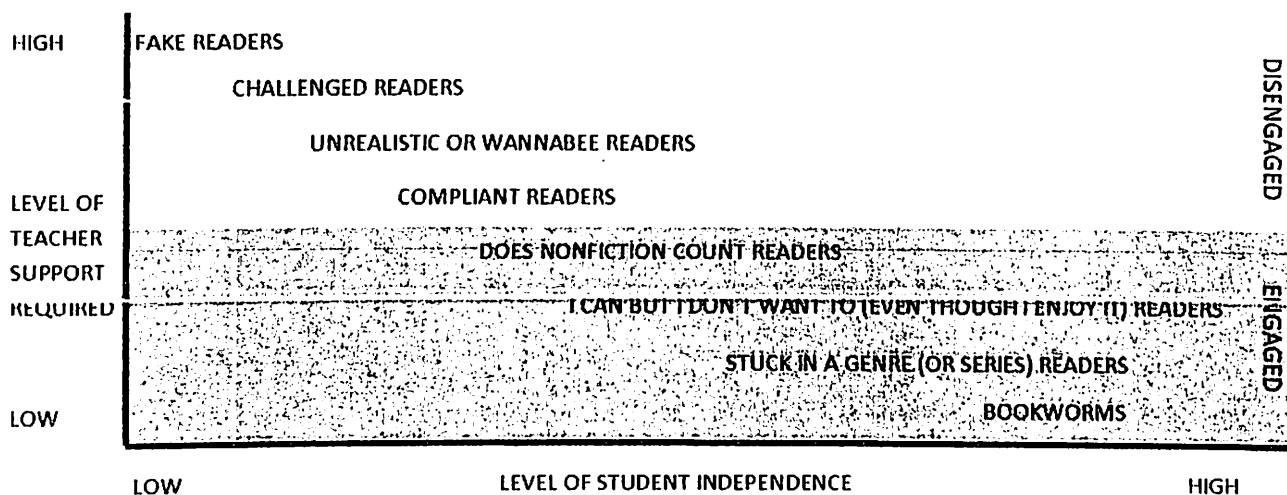 HIGH
FAKE READERS
CHALLENGED READERS
UNREALISTIC OR WANNABEE READERS
COMPLIANT READERS
DISENGAGED
LEVEL OF
TEACHER
SUPPORT
REQUIRED
DOES NONFICTION COUNT READERS
I CAN BUT I DON'T WANT TO (EVEN THOUGH I ENJOY IT) READERS
STUCK IN A GENRE (OR SERIES) READERS
BOOKWORMS
ENGAGED
LOW
LOW
LEVEL OF STUDENT INDEPENDENCE
HIGH